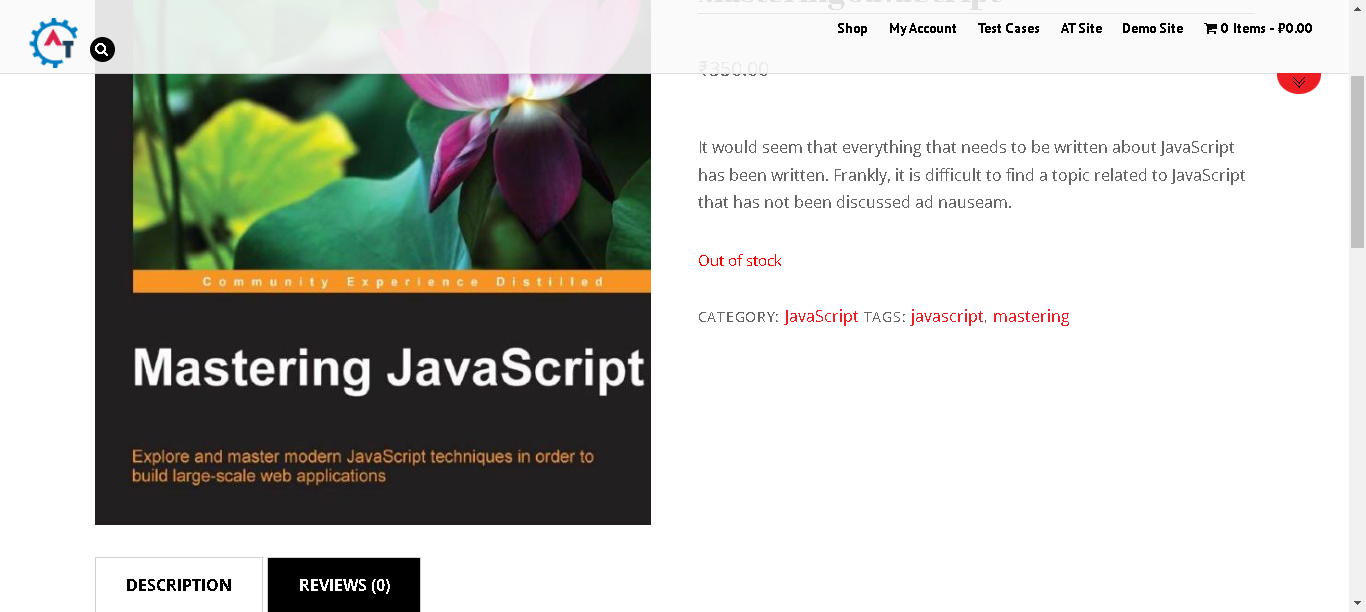 Mastering JavaScript
AT
Shop My Account Test Cases AT Site Demo Site 0 Items - ₽0.00
₹350.00
It would seem that everything that needs to be written about JavaScript
has been written. Frankly, it is difficult to find a topic related to JavaScript
that has not been discussed ad nauseam.
Out of stock
CATEGORY: JavaScript TAGS: javascript, mastering
Community Experience Distilled
Mastering JavaScript
Explore and master modern JavaScript techniques in order to
build large-scale web applications
DESCRIPTION REVIEWS (0)